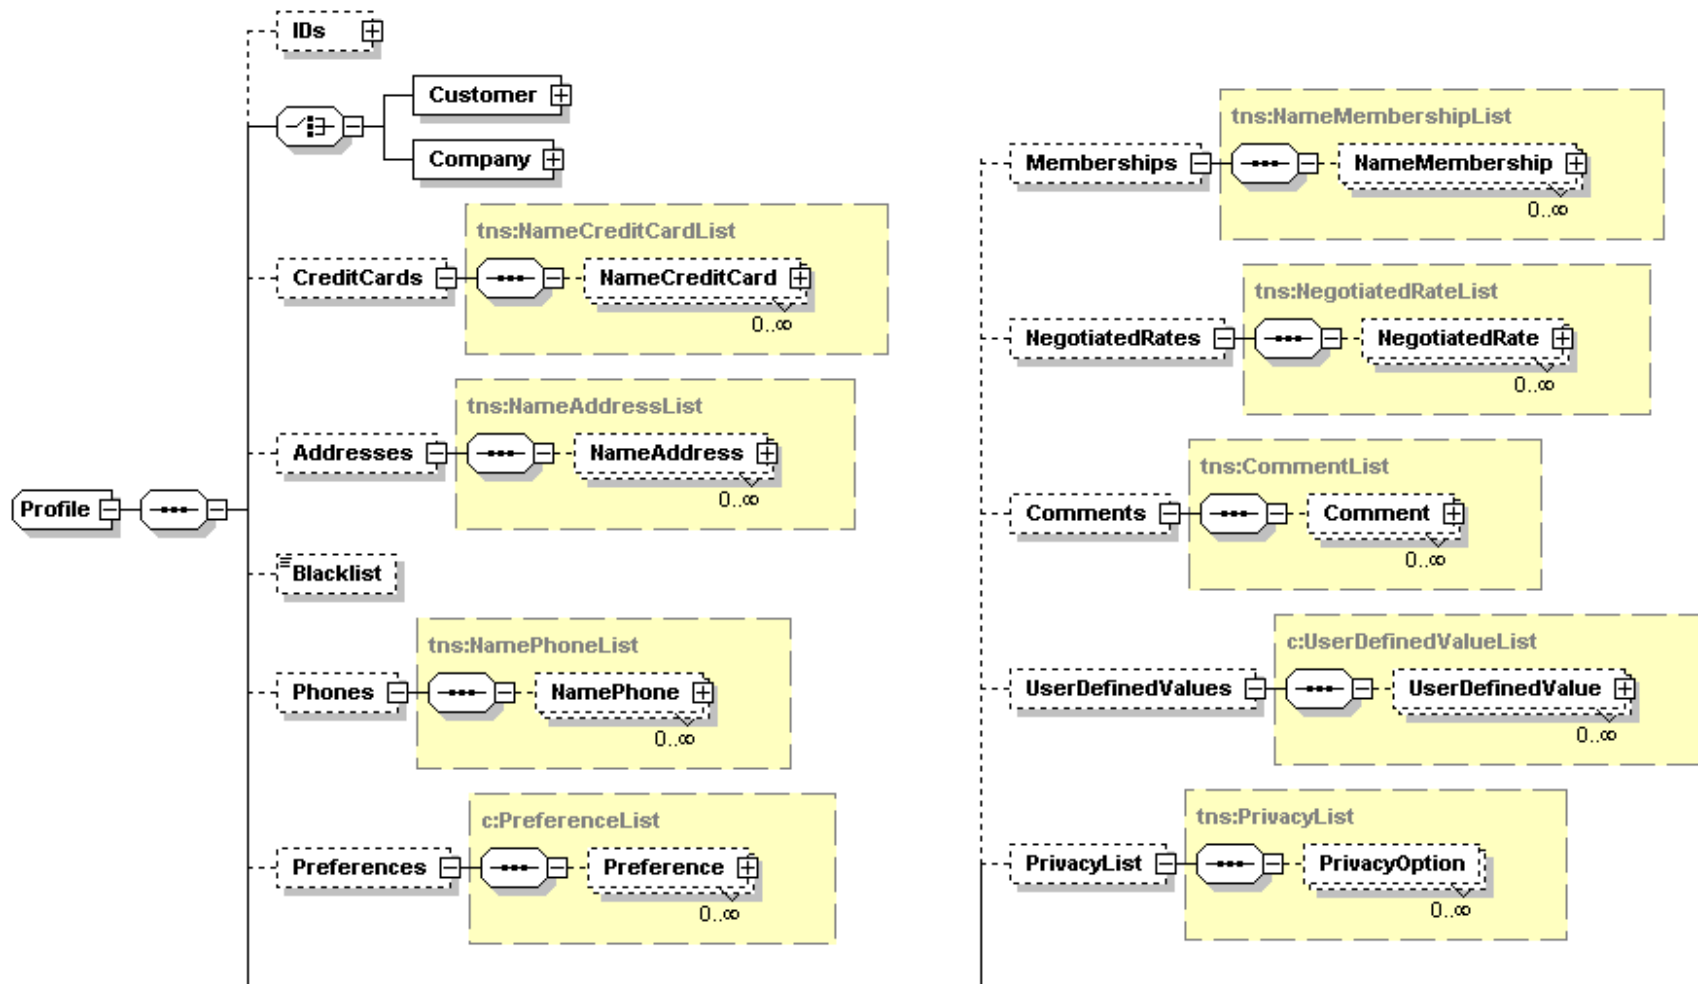 IDs
Customer
Company
tns:NameCreditCardList
CreditCards
NameCreditCard
0..∞
tns:NameAddressList
Addresses
NameAddress
0..∞
Profile
Blacklist
tns:NamePhoneList
Phones
NamePhone
0..∞
c:PreferenceList
Preferences
Preference
0..∞
tns:NameMembershipList
Memberships
NameMembership
0..∞
tns:NegotiatedRateList
NegotiatedRates
NegotiatedRate
0..∞
tns:CommentList
Comments
Comment
0..∞
c:UserDefinedValueList
UserDefinedValues
UserDefinedValue
0..∞
tns:PrivacyList
PrivacyList
PrivacyOption
0..∞